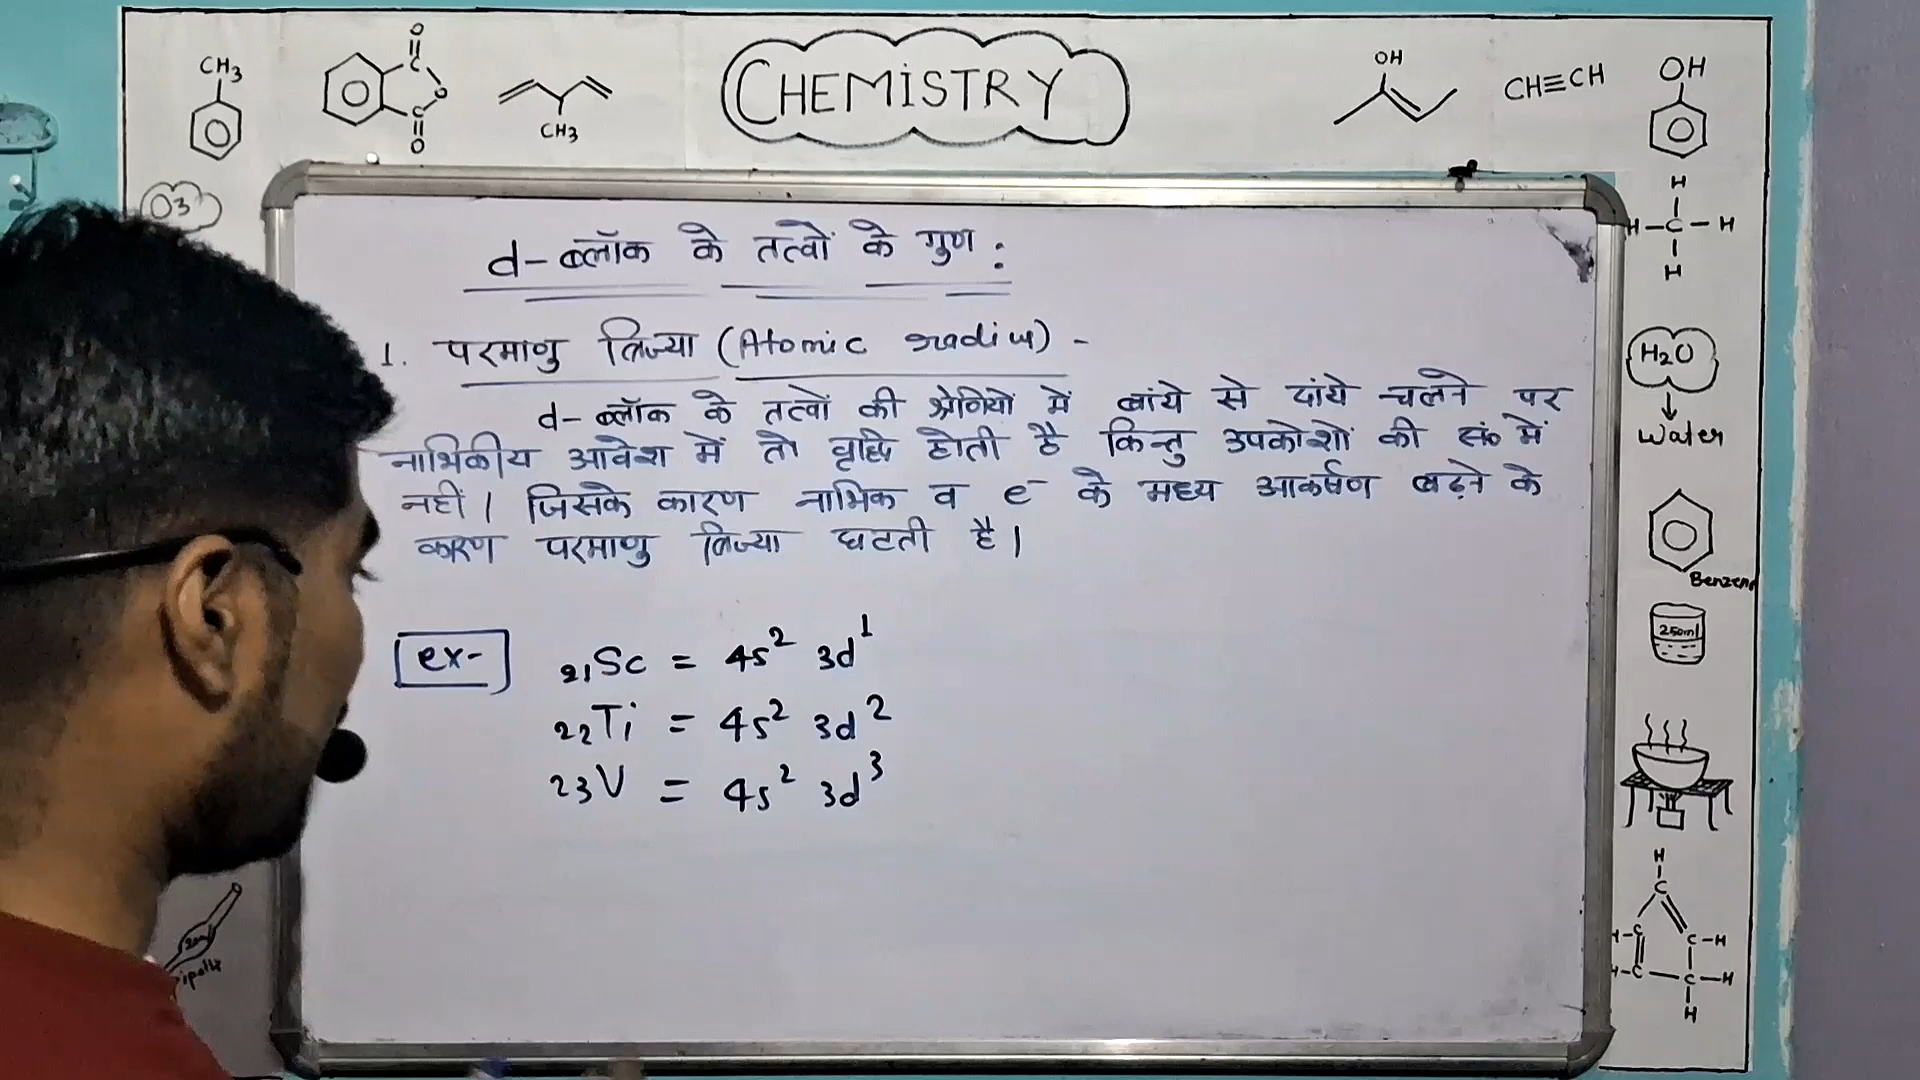 CHEMISTRY
CH3
O
C
O
C
O
CH3
OH
CH≡CH
OH
O3
H
H-C-H
H
H2O
Water
Benzene
250ml
H
C
H-C C-H
H-C C-H
H
d-ब्लॉक के तत्वों के गुण :
1. परमाणु त्रिज्या (Atomic radius) -
d-ब्लॉक के तत्वों की श्रेणियों में बांये से दांये चलने पर
नाभिकीय आवेश में तो वृद्धि होती है किन्तु उपकोशों की सं० में
नहीं। जिसके कारण नाभिक व e⁻ के मध्य आकर्षण बढ़ने के
कारण परमाणु त्रिज्या घटती है।
ex- ₂₁Sc = 4s² 3d¹
₂₂Ti = 4s² 3d²
₂₃V = 4s² 3d³